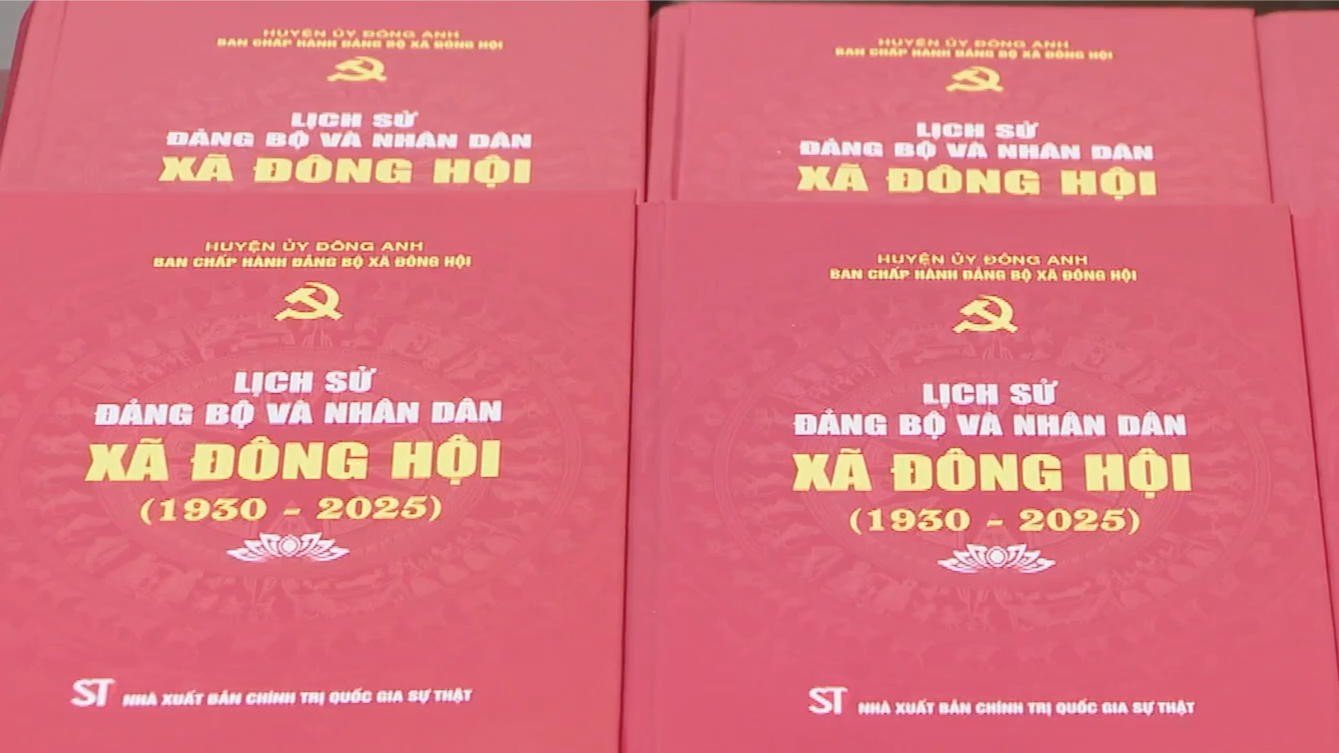 HUYỆN ỦY ĐÔNG ANH
BAN CHẤP HÀNH ĐẢNG BỘ XÃ ĐÔNG HỘI
LỊCH SỬ
ĐẢNG BỘ VÀ NHÂN DÂN
XÃ ĐÔNG HỘI
HUYỆN ỦY ĐÔNG ANH
BAN CHẤP HÀNH ĐẢNG BỘ XÃ ĐÔNG HỘI
LỊCH SỬ
ĐẢNG BỘ VÀ NHÂN DÂN
XÃ ĐÔNG HỘI
HUYỆN ỦY ĐÔNG ANH
BAN CHẤP HÀNH ĐẢNG BỘ XÃ ĐÔNG HỘI
LỊCH SỬ
ĐẢNG BỘ VÀ NHÂN DÂN
XÃ ĐÔNG HỘI
(1930 - 2025)
ST NHÀ XUẤT BẢN CHÍNH TRỊ QUỐC GIA SỰ THẬT
HUYỆN ỦY ĐÔNG ANH
BAN CHẤP HÀNH ĐẢNG BỘ XÃ ĐÔNG HỘI
LỊCH SỬ
ĐẢNG BỘ VÀ NHÂN DÂN
XÃ ĐÔNG HỘI
(1930 - 2025)
ST NHÀ XUẤT BẢN CHÍNH TRỊ QUỐC GIA SỰ THẬT